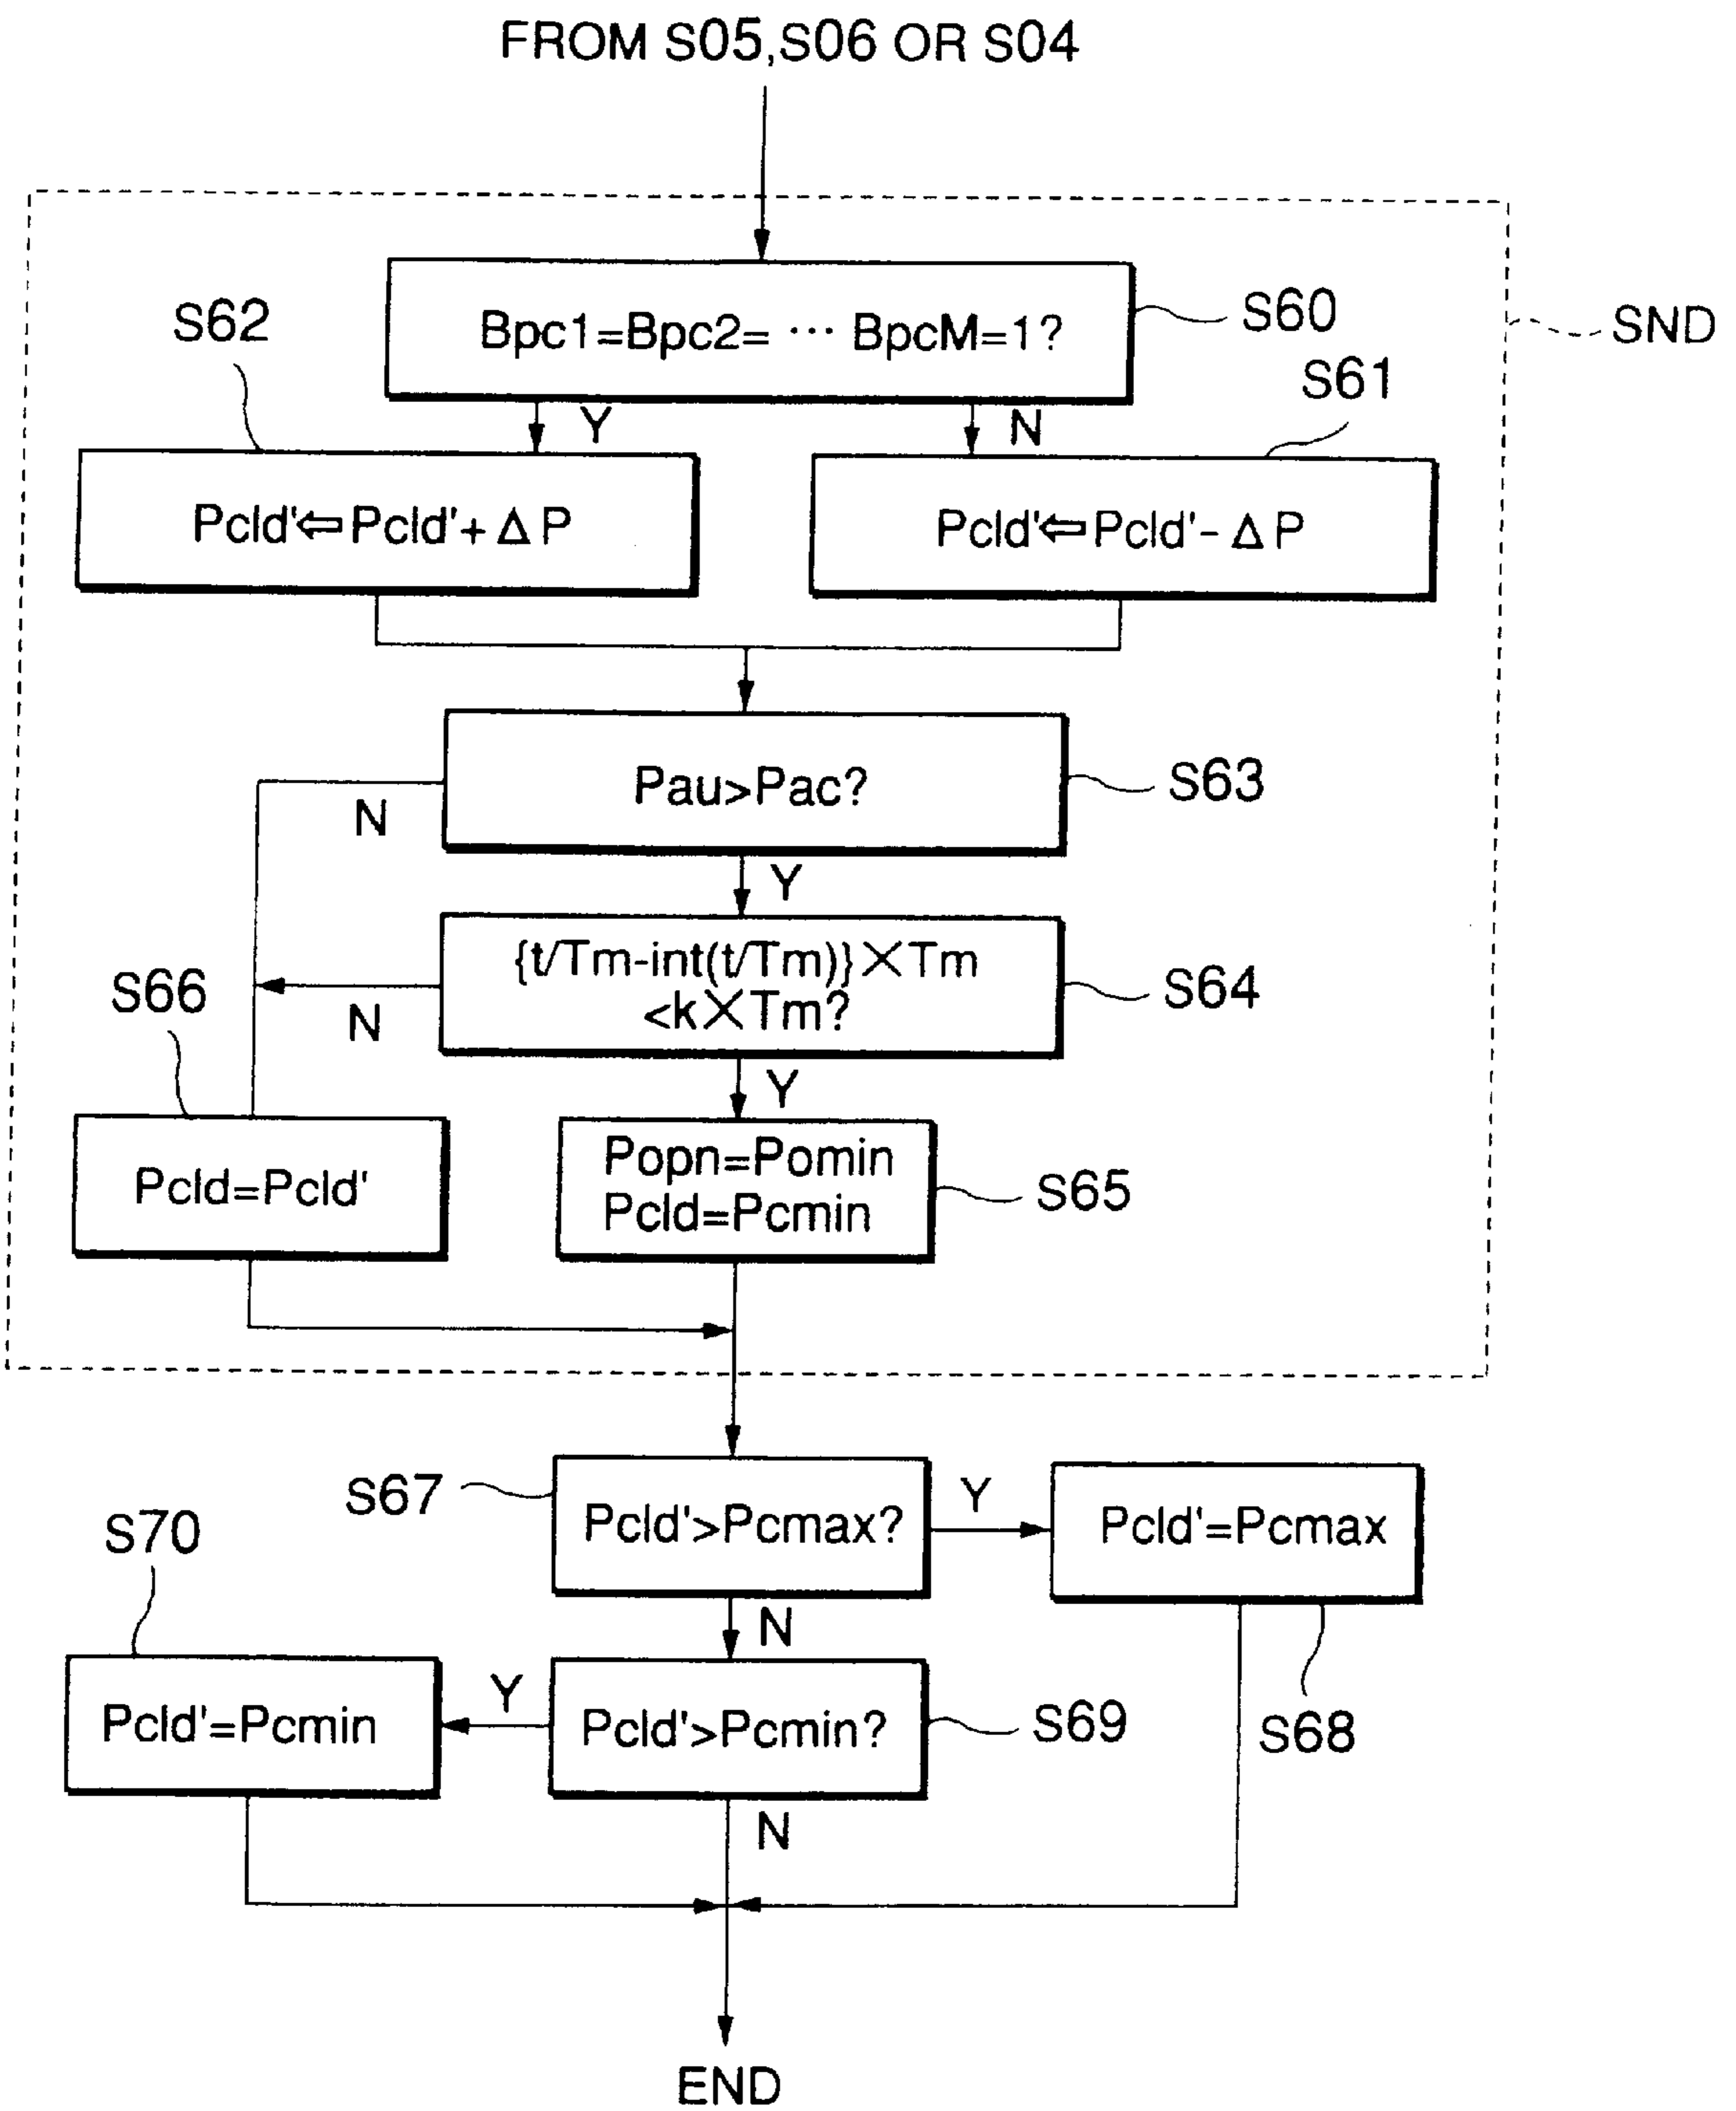 FROM S05,S06 OR S04
Bpc1=Bpc2= ··· BpcM=1?
S60
SND
S62
S61
Y
N
Pcld'⇐Pcld'+ΔP
Pcld'⇐Pcld'-ΔP
Pau>Pac?
S63
N
Y
{t/Tm-int(t/Tm)}×Tm
<k×Tm?
S64
N
S66
Y
Pcld=Pcld'
Popn=Pomin
Pcld=Pcmin
S65
S67
Pcld'>Pcmax?
Y
Pcld'=Pcmax
S68
N
S70
Pcld'=Pcmin
Y
Pcld'>Pcmin?
S69
N
END